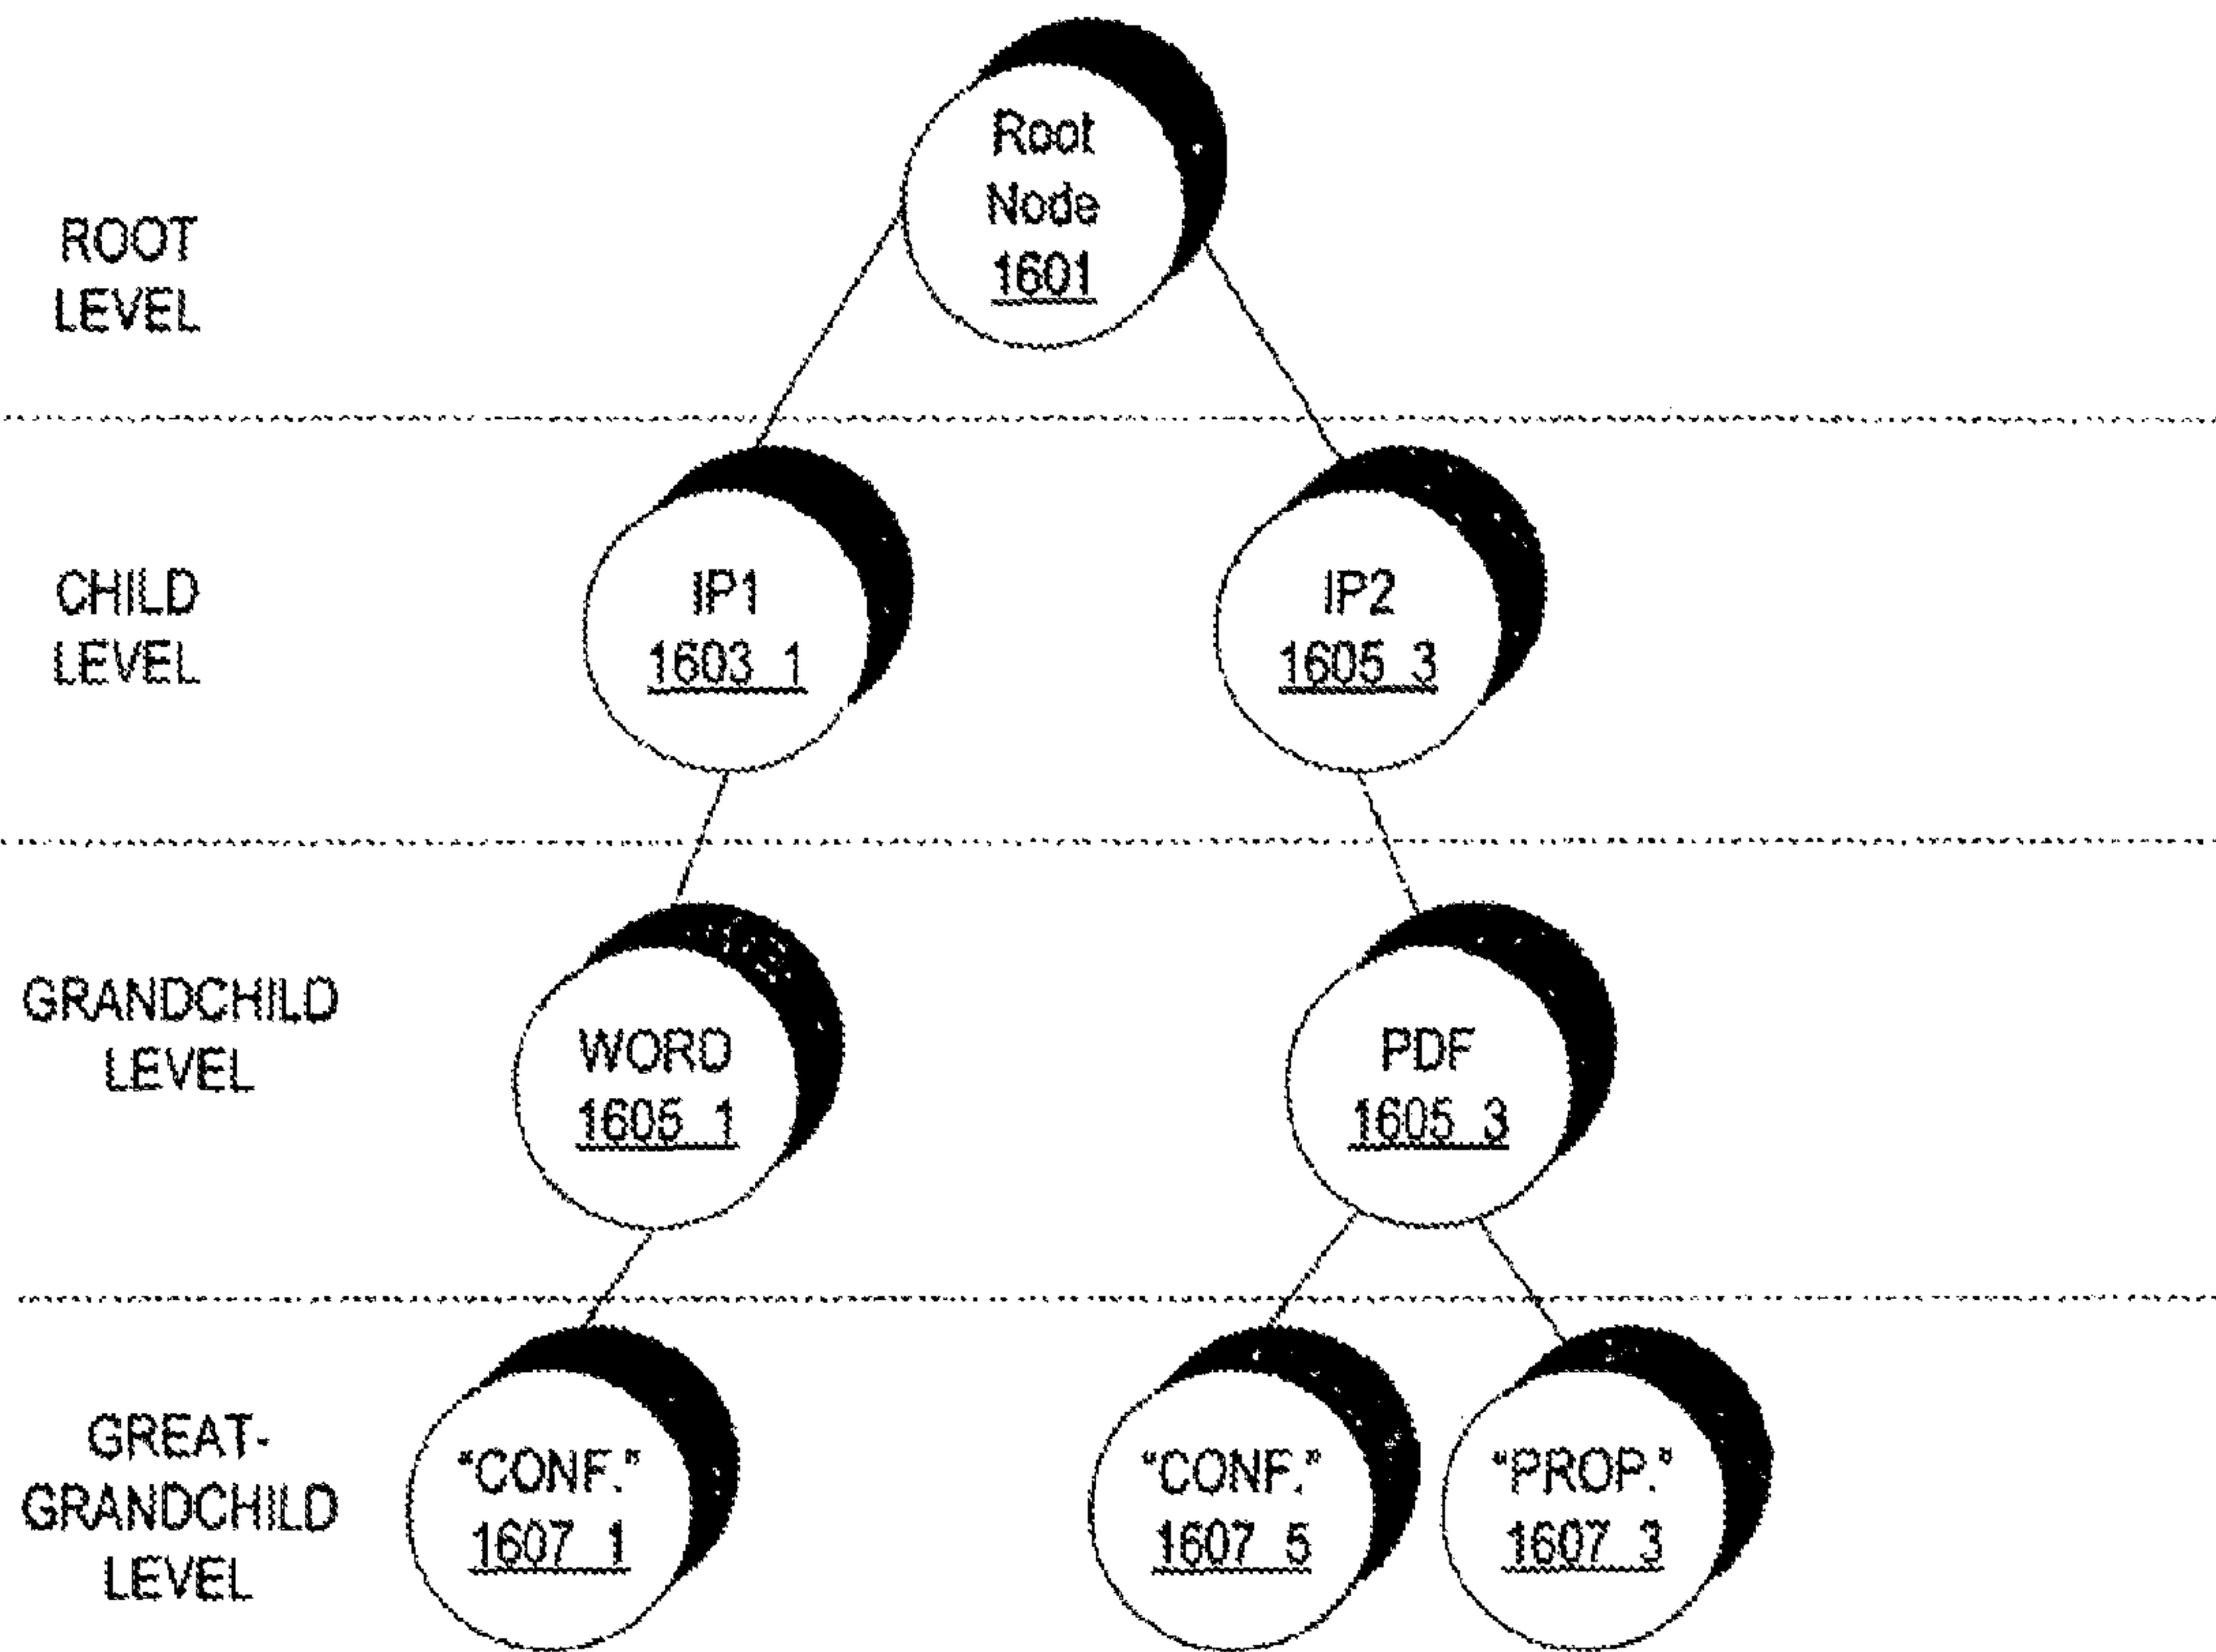 Root
Node
1601
ROOT
LEVEL
CHILD
LEVEL
IP1
1603_1
IP2
1605_3
GRANDCHILD
LEVEL
WORD
1605_1
PDF
1605_3
GREAT-
GRANDCHILD
LEVEL
"CONF."
1607_1
"CONF."
1607_5
"PROP."
1607_3